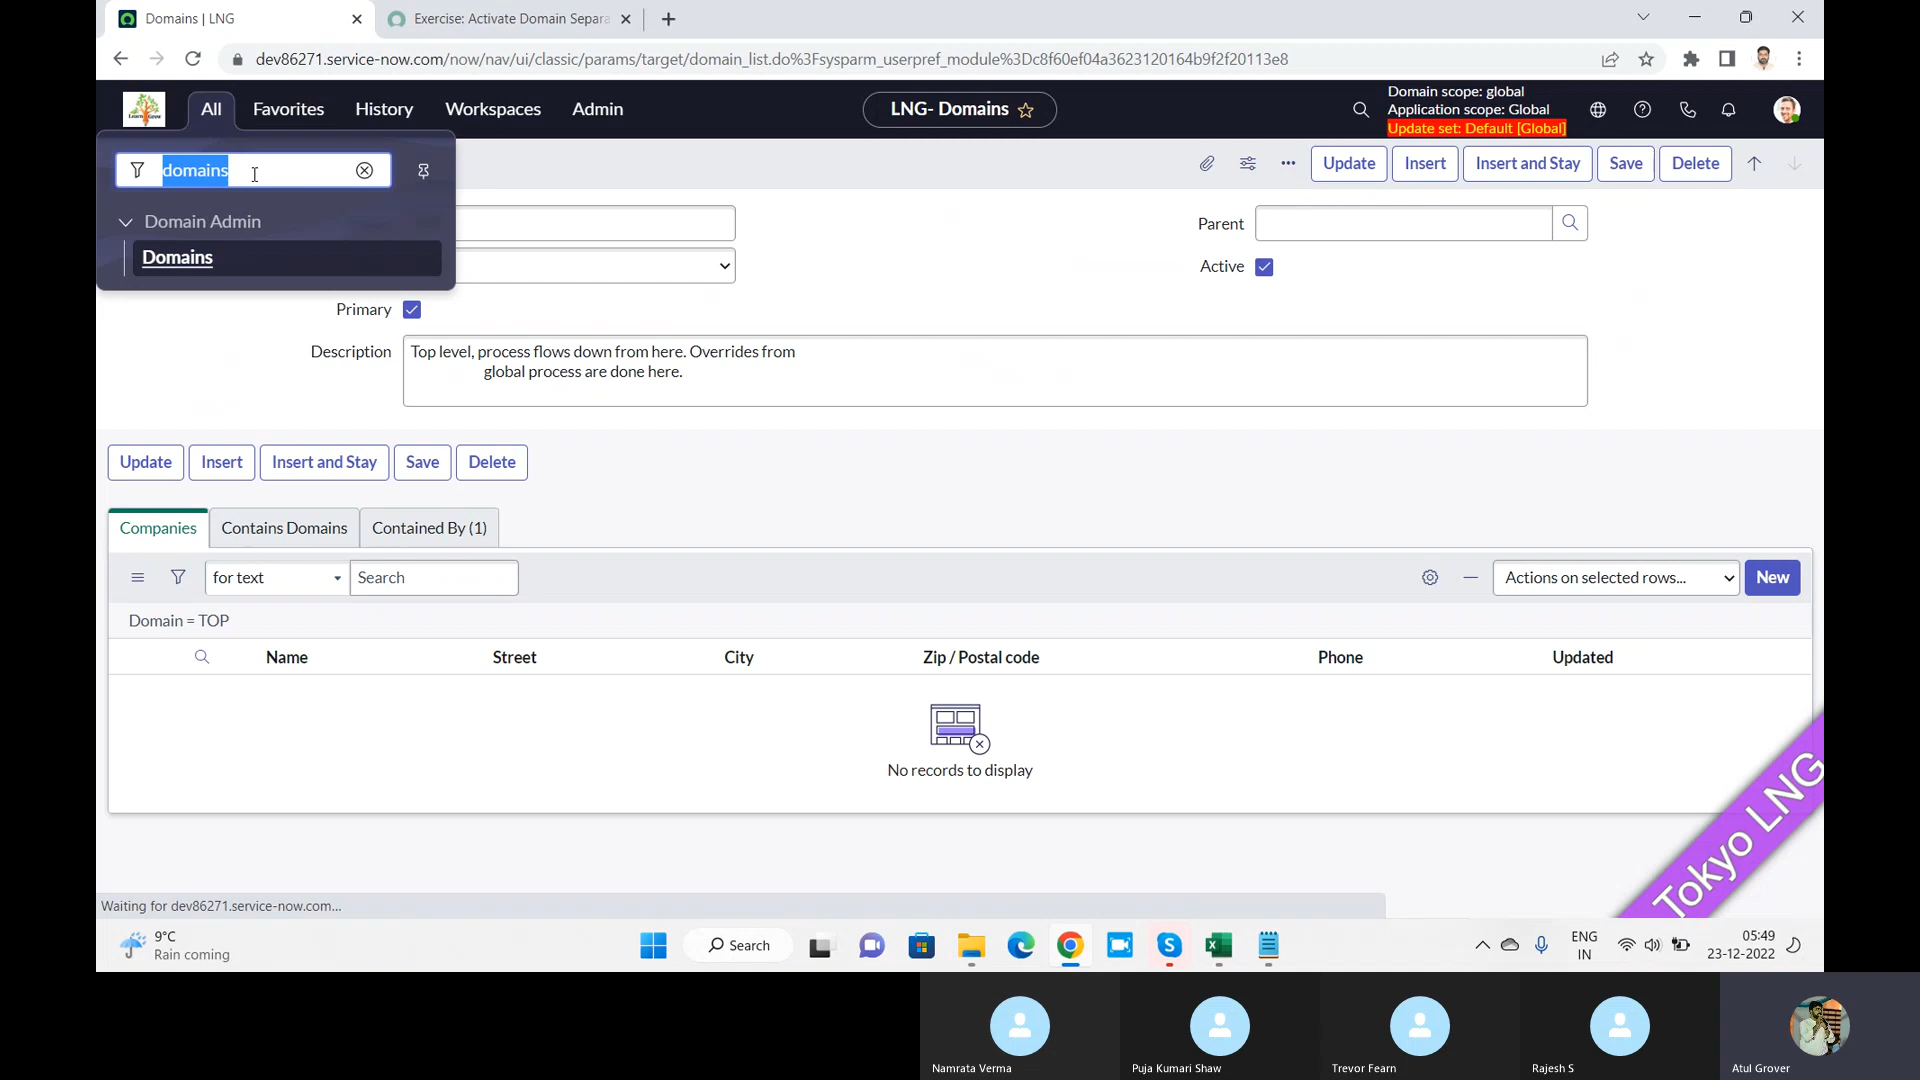 Domains | LNG
Exercise: Activate Domain Separa
dev86271.service-now.com/now/nav/ui/classic/params/target/domain_list.do%3Fsysparm_userpref_module%3Dc8f60ef04a3623120164b9f2f20113e8
All
Favorites
History
Workspaces
Admin
LNG- Domains
Domain scope: global
Application scope: Global
Update set: Default [Global]
domains
Update
Insert
Insert and Stay
Save
Delete
Domain Admin
Domains
Parent
Active
Primary
Description
Top level, process flows down from here. Overrides from
global process are done here.
Update
Insert
Insert and Stay
Save
Delete
Companies
Contains Domains
Contained By (1)
for text
Search
Actions on selected rows...
New
Domain = TOP
Name
Street
City
Zip / Postal code
Phone
Updated
No records to display
Tokyo LNG
Waiting for dev86271.service-now.com...
9°C
Rain coming
Search
ENG
IN
05:49
23-12-2022
Namrata Verma
Puja Kumari Shaw
Trevor Fearn
Rajesh S
Atul Grover